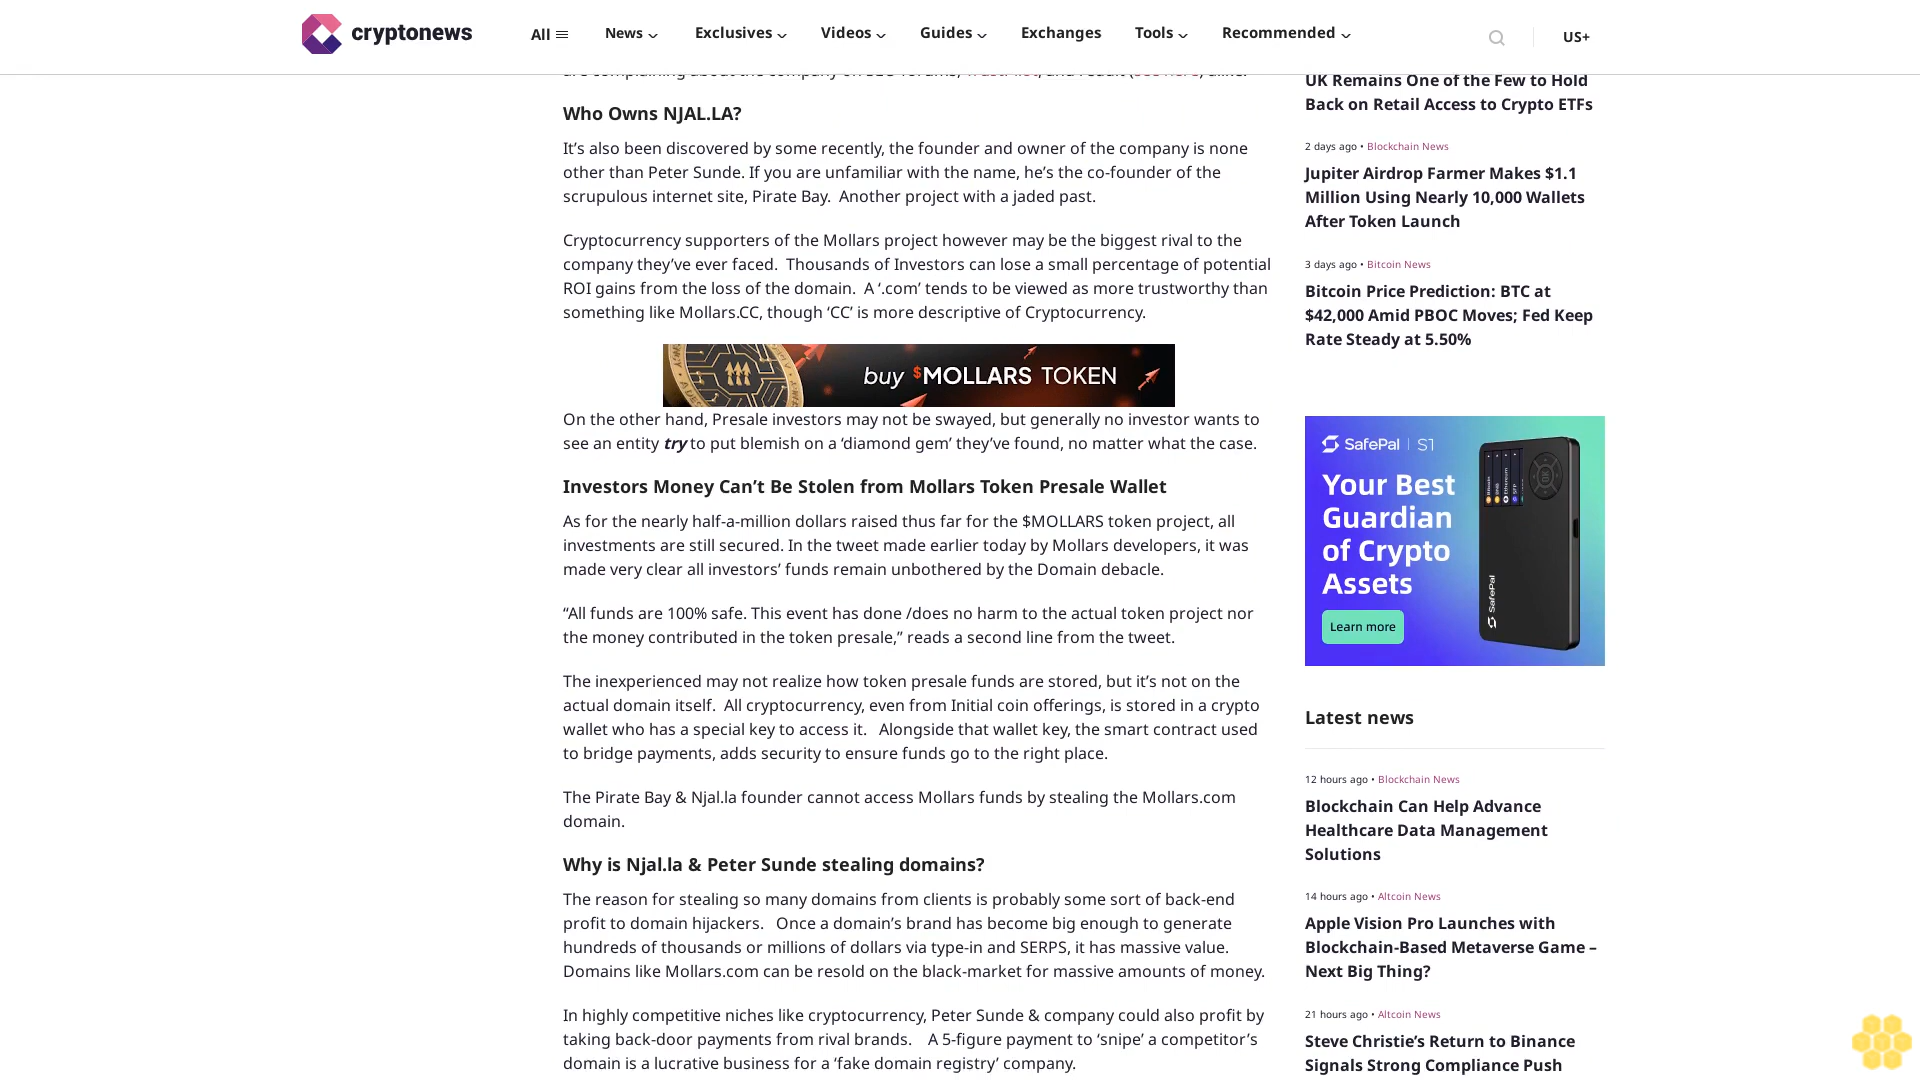 cryptonews
All
News
Exclusives
Videos
Guides
Exchanges
Tools
Recommended
US+
Who Owns NJAL.LA?
It’s also been discovered by some recently, the founder and owner of the company is none
other than Peter Sunde. If you are unfamiliar with the name, he’s the co-founder of the
scrupulous internet site, Pirate Bay.  Another project with a jaded past.
Cryptocurrency supporters of the Mollars project however may be the biggest rival to the
company they’ve ever faced.  Thousands of Investors can lose a small percentage of potential
ROI gains from the loss of the domain.  A ‘.com’ tends to be viewed as more trustworthy than
something like Mollars.CC, though ‘CC’ is more descriptive of Cryptocurrency.
buy $MOLLARS TOKEN
On the other hand, Presale investors may not be swayed, but generally no investor wants to
see an entity try to put blemish on a ‘diamond gem’ they’ve found, no matter what the case.
Investors Money Can’t Be Stolen from Mollars Token Presale Wallet
As for the nearly half-a-million dollars raised thus far for the $MOLLARS token project, all
investments are still secured. In the tweet made earlier today by Mollars developers, it was
made very clear all investors’ funds remain unbothered by the Domain debacle.
“All funds are 100% safe. This event has done /does no harm to the actual token project nor
the money contributed in the token presale,” reads a second line from the tweet.
The inexperienced may not realize how token presale funds are stored, but it’s not on the
actual domain itself.  All cryptocurrency, even from Initial coin offerings, is stored in a crypto
wallet who has a special key to access it.   Alongside that wallet key, the smart contract used
to bridge payments, adds security to ensure funds go to the right place.
The Pirate Bay & Njal.la founder cannot access Mollars funds by stealing the Mollars.com
domain.
Why is Njal.la & Peter Sunde stealing domains?
The reason for stealing so many domains from clients is probably some sort of back-end
profit to domain hijackers.   Once a domain’s brand has become big enough to generate
hundreds of thousands or millions of dollars via type-in and SERPS, it has massive value.
Domains like Mollars.com can be resold on the black-market for massive amounts of money.
In highly competitive niches like cryptocurrency, Peter Sunde & company could also profit by
taking back-door payments from rival brands.    A 5-figure payment to ‘snipe’ a competitor’s
domain is a lucrative business for a ‘fake domain registry’ company.
UK Remains One of the Few to Hold
Back on Retail Access to Crypto ETFs
2 days ago • Blockchain News
Jupiter Airdrop Farmer Makes $1.1
Million Using Nearly 10,000 Wallets
After Token Launch
3 days ago • Bitcoin News
Bitcoin Price Prediction: BTC at
$42,000 Amid PBOC Moves; Fed Keep
Rate Steady at 5.50%
SafePal | S1
Your Best
Guardian
of Crypto
Assets
Learn more
SafePal
Latest news
12 hours ago • Blockchain News
Blockchain Can Help Advance
Healthcare Data Management
Solutions
14 hours ago • Altcoin News
Apple Vision Pro Launches with
Blockchain-Based Metaverse Game –
Next Big Thing?
21 hours ago • Altcoin News
Steve Christie’s Return to Binance
Signals Strong Compliance Push